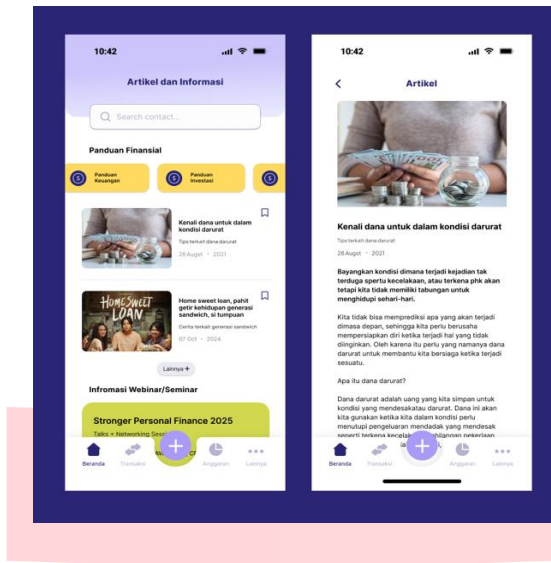 10:42
Artikel dan Informasi
Search contact...
Panduan Finansial
Panduan
Keuangan
Panduan
Investasi
Kenali dana untuk dalam
kondisi darurat
Tips terkait dana darurat
28 Augst • 2021
HOME SWEET
LOAN
Home sweet loan, pahit
getir kehidupan generasi
sandwich, si tumpuan
Cerita terkait generasi sandwich
07 Oct • 2024
Lainnya +
Infromasi Webinar/Seminar
Stronger Personal Finance 2025
Talks + Networking
Beranda
Transaksi
Anggaran
Lainnya
10:42
Artikel
Kenali dana untuk dalam kondisi darurat
Tips terkait dana darurat
28 Augst • 2021
Bayangkan kondisi dimana terjadi kejadian tak
terduga spertu kecelakaan, atau terkena phk akan
tetapi kita tidak memiliki tabungan untuk
menghidupi sehari-hari.
Kita tidak bisa memprediksi apa yang akan terjadi
dimasa depan, sehingga kita perlu berusaha
mempersiapkan diri ketika terjadi hal yang tidak
diinginkan. Oleh karena itu perlu yang namanya dana
darurat untuk membantu kita bersiaga ketika terjadi
sesuatu.
Apa itu dana darurat?
Dana darurat adalah uang yang kita simpan untuk
kondisi yang mendesakatau darurat. Dana ini akan
kita gunakan ketika kita dalam kondisi perlu
menutupi pengeluaran mendadak yang mendesak
seperti terkena
Beranda
Transaksi
Anggaran
Lainnya